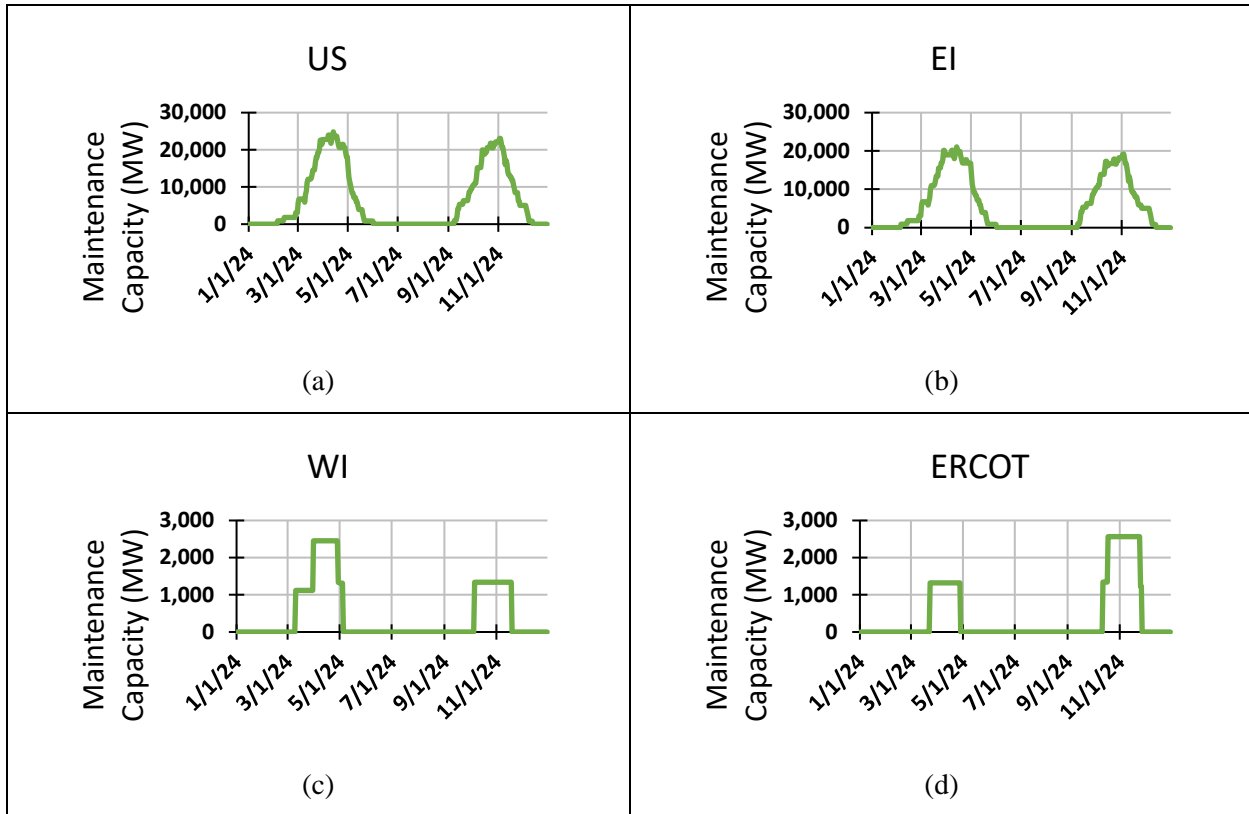 US
Maintenance
Capacity (MW)
30,000
20,000
10,000
0
1/1/24
3/1/24
5/1/24
7/1/24
9/1/24
11/1/24
(a)
EI
Maintenance
Capacity (MW)
30,000
20,000
10,000
0
1/1/24
3/1/24
5/1/24
7/1/24
9/1/24
11/1/24
(b)
WI
Maintenance
Capacity (MW)
3,000
2,000
1,000
0
1/1/24
3/1/24
5/1/24
7/1/24
9/1/24
11/1/24
(c)
ERCOT
Maintenance
Capacity (MW)
3,000
2,000
1,000
0
1/1/24
3/1/24
5/1/24
7/1/24
9/1/24
11/1/24
(d)